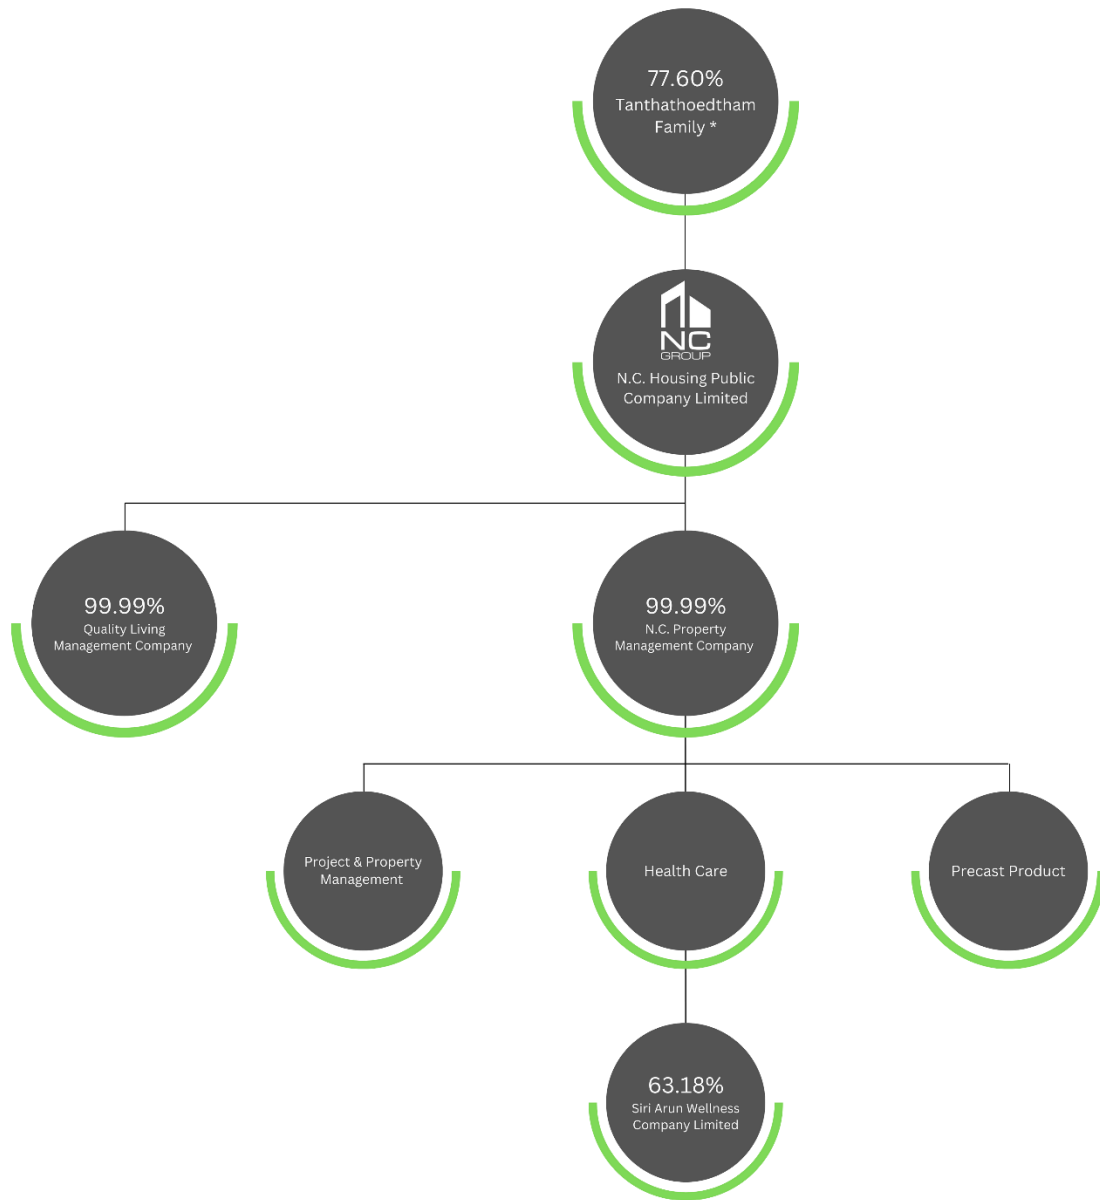 77.60%
Tanthathoedtham
Family *
NC
GROUP
N.C. Housing Public
Company Limited
99.99%
Quality Living
Management Company
99.99%
N.C. Property
Management Company
Project & Property
Management
Health Care
Precast Product
63.18%
Siri Arun Wellness
Company Limited